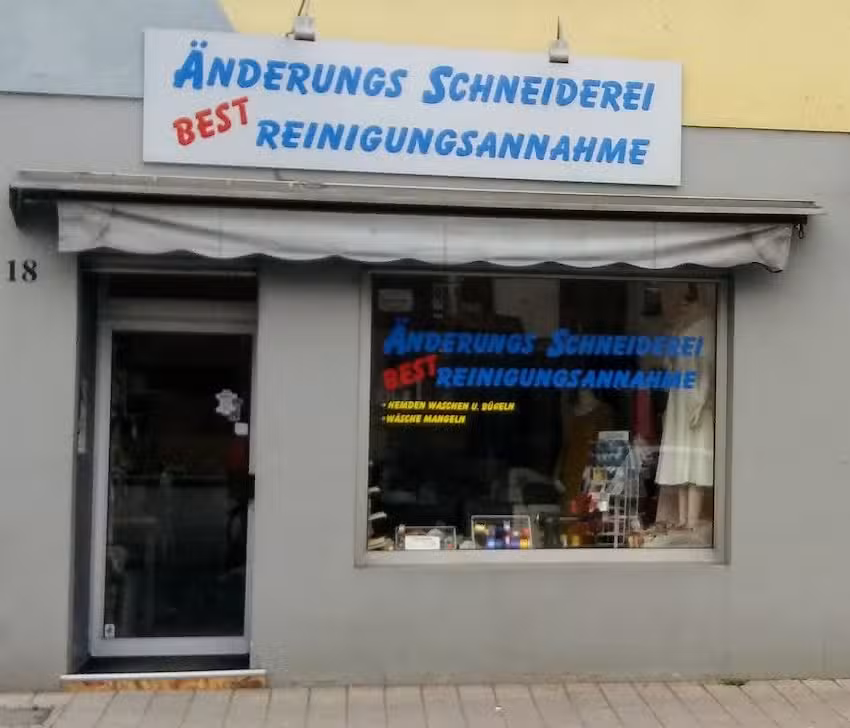 ÄNDERUNGS SCHNEIDEREI
BEST REINIGUNGSANNAHME
18
ÄNDERUNGS SCHNEIDEREI
BEST REINIGUNGSANNAHME
- HEMDEN WASCHEN U. BÜGELN
- WÄSCHE MANGELN